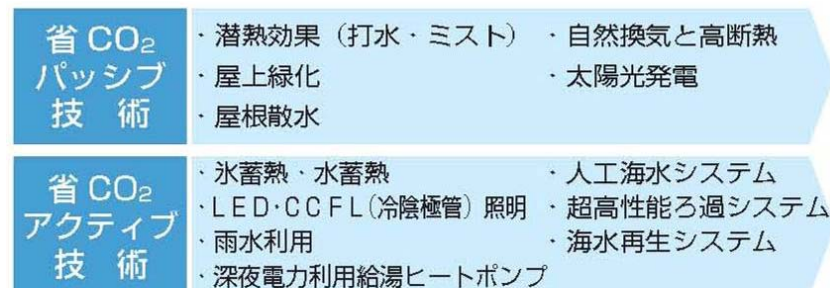 省CO₂
パッシブ
技術
・潜熱効果（打水・ミスト）
・屋上緑化
・屋根散水
・自然換気と高断熱
・太陽光発電
省CO₂
アクティブ
技術
・氷蓄熱・水蓄熱
・LED・CCFL(冷陰極管）照明
・雨水利用
・深夜電力利用給湯ヒートポンプ
・人工海水システム
・超高性能ろ過システム
・海水再生システム